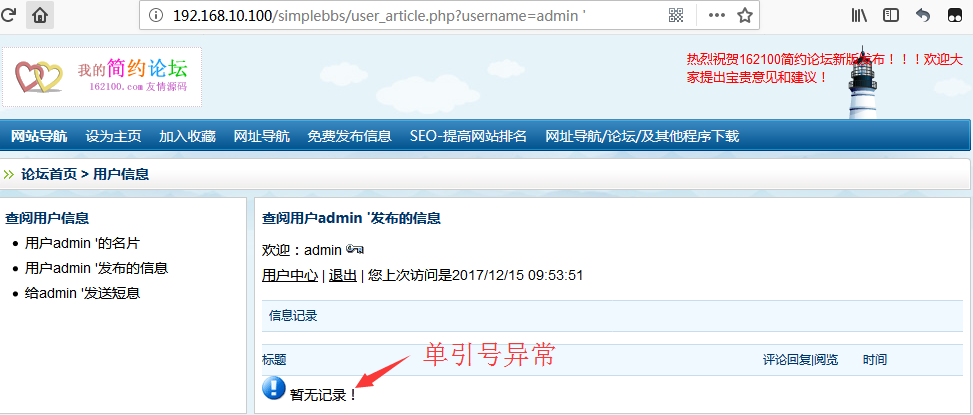 192.168.10.100/simplebbs/user_article.php?username=admin '
我的简约论坛
162100.com 友情源码
热烈祝贺162100简约论坛新版发布！！！欢迎大
家提出宝贵意见和建议！
网站导航 设为主页 加入收藏 网址导航 免费发布信息 SEO-提高网站排名 网址导航/论坛/及其他程序下载
论坛首页 > 用户信息
查阅用户信息
用户admin '的名片
用户admin '发布的信息
给admin '发送短息
查阅用户admin '发布的信息
欢迎：admin
用户中心 | 退出 | 您上次访问是2017/12/15 09:53:51
信息记录
标题 评论回复|阅览 时间
单引号异常
暂无记录！